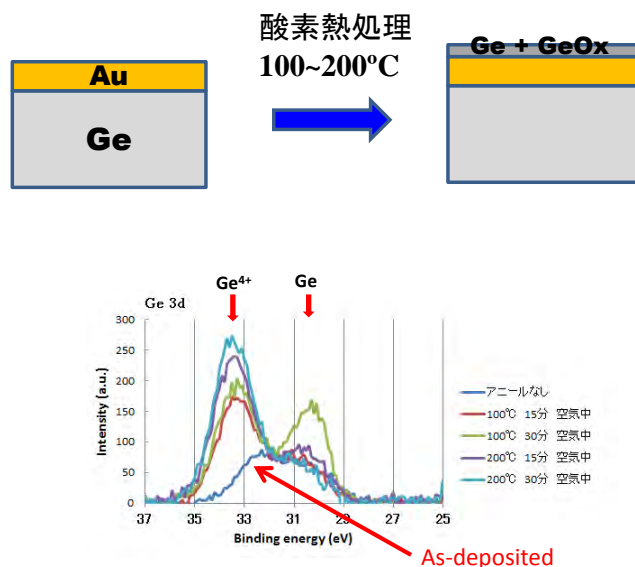 酸素熱処理
100~200ºC
Au
Ge
Ge + GeOx
Ge⁴⁺
Ge
Ge 3d
300
250
200
150
100
50
0
37
35
33
31
29
27
25
Intensity (a.u.)
Binding energy (eV)
アニールなし
100℃ 15分 空気中
100℃ 30分 空気中
200℃ 15分 空気中
200℃ 30分 空気中
As-deposited